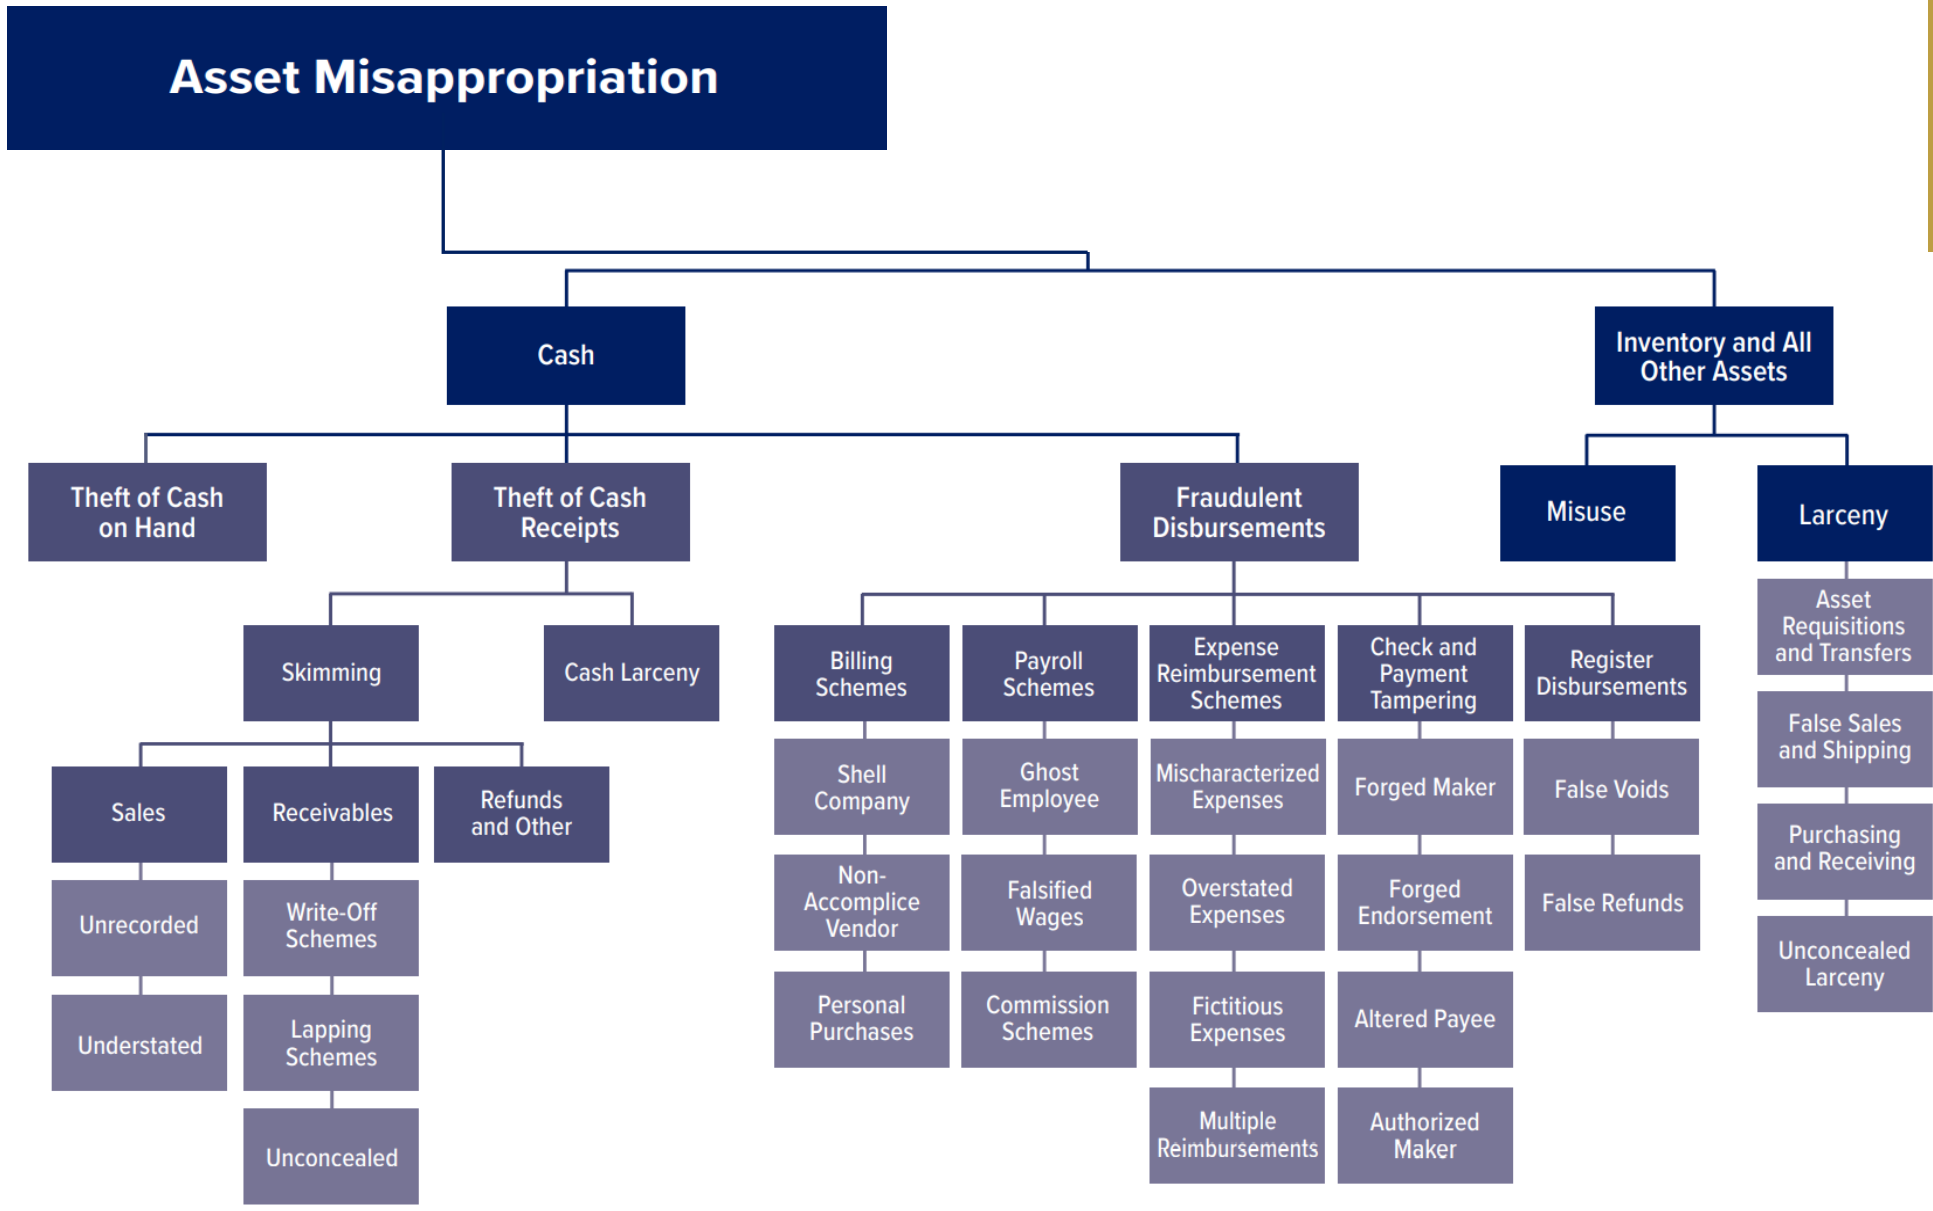 Asset Misappropriation
Cash
Inventory and All
Other Assets
Theft of Cash
on Hand
Theft of Cash
Receipts
Fraudulent
Disbursements
Misuse
Larceny
Skimming
Cash Larceny
Billing
Schemes
Payroll
Schemes
Expense
Reimbursement
Schemes
Check and
Payment
Tampering
Register
Disbursements
Asset
Requisitions
and Transfers
False Sales
and Shipping
Purchasing
and Receiving
Unconcealed
Larceny
Sales
Receivables
Refunds
and Other
Unrecorded
Understated
Write-Off
Schemes
Lapping
Schemes
Unconcealed
Shell
Company
Non-
Accomplice
Vendor
Personal
Purchases
Ghost
Employee
Falsified
Wages
Commission
Schemes
Mischaracterized
Expenses
Overstated
Expenses
Fictitious
Expenses
Multiple
Reimbursements
Forged Maker
Forged
Endorsement
Altered Payee
Authorized
Maker
False Voids
False Refunds